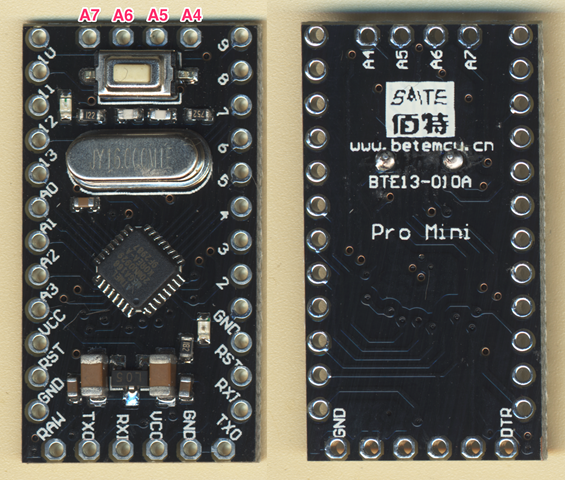 A7 A6 A5 A4
10 9
11 8
12 7
13 6
A0 5
A1 4
A2 3
A3 2
VCC GND
RST RST
GND RXI
RAW TXO RXI VCC GND TXO
A4 A5 A6 A7
BAITE
佰特
www.betemcu.cn
BTE13-010A
Pro Mini
GND DTR